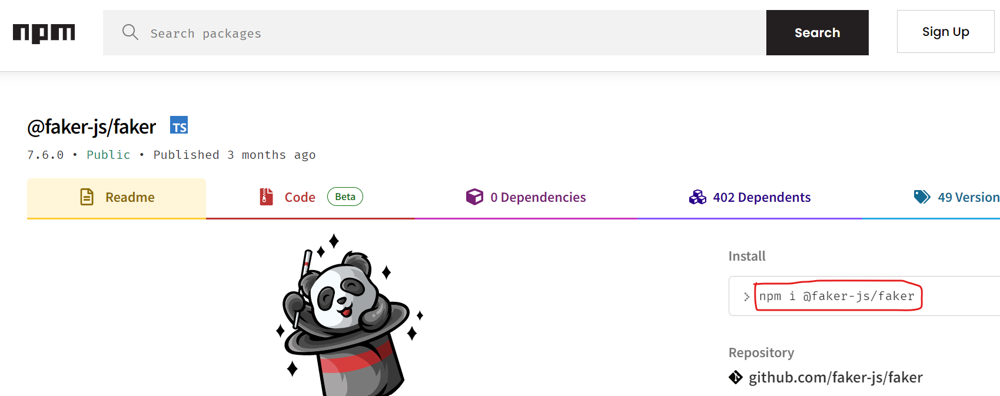 npm
Search packages
Search
Sign Up
@faker-js/faker
TS
7.6.0 • Public • Published 3 months ago
Readme
Code
Beta
0 Dependencies
402 Dependents
49 Version
Install
> npm i @faker-js/faker
Repository
github.com/faker-js/faker